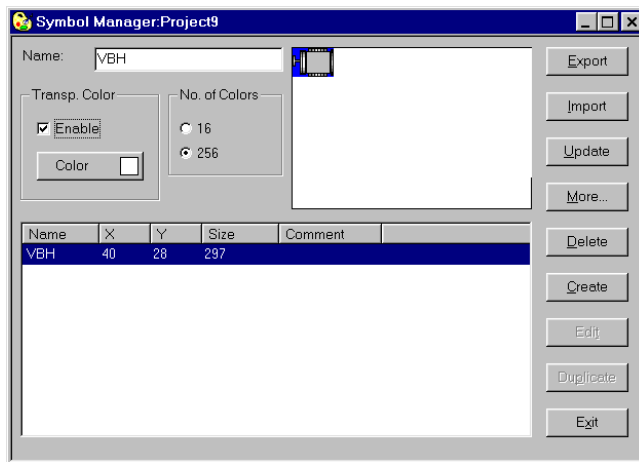 Symbol Manager:Project9
Name: VBH
Transp. Color
Enable
Color
No. of Colors
16
256
Export
Import
Update
More...
Delete
Create
Edit
Duplicate
Exit
Name X Y Size Comment
VBH 40 28 297